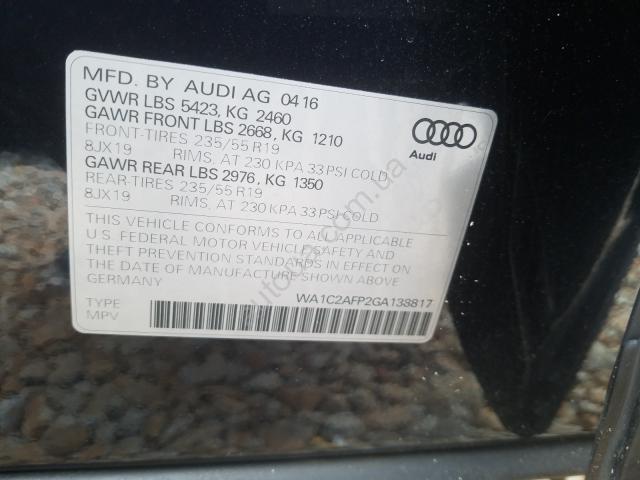 MFD. BY AUDI AG 04 16
GVWR LBS 5423, KG 2460
GAWR FRONT LBS 2668, KG 1210
FRONT-TIRES 235/55 R19
8JX19 RIMS, AT 230 KPA 33 PSI COLD
GAWR REAR LBS 2976, KG 1350
REAR-TIRES 235/55 R19
8JX19 RIMS, AT 230 KPA 33 PSI COLD
THIS VEHICLE CONFORMS TO ALL APPLICABLE
U.S. FEDERAL MOTOR VEHICLE SAFETY AND
THEFT PREVENTION STANDARDS IN EFFECT ON
THE DATE OF MANUFACTURE SHOWN ABOVE
GERMANY
WA1C2AFP2GA133817
TYPE
MPV
Audi
autoua.com.ua